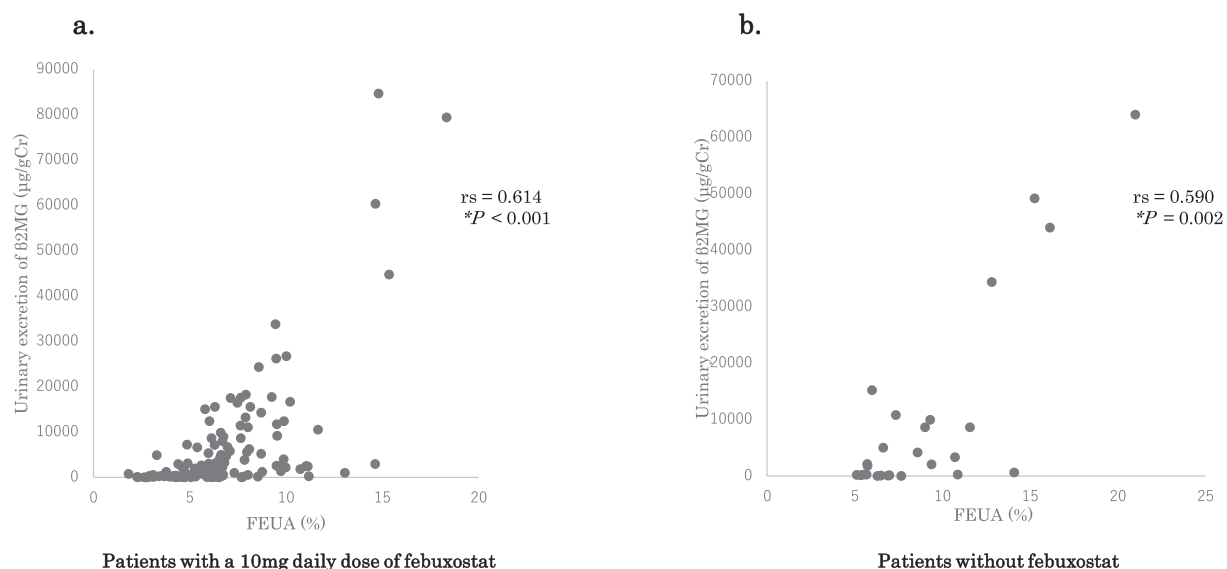 a.
Urinary excretion of ß2MG (µg/gCr)
90000
80000
70000
60000
50000
40000
30000
20000
10000
0
0 5 10 15 20
FEUA (%)
rs = 0.614
*P < 0.001
Patients with a 10mg daily dose of febuxostat
b.
Urinary excretion of ß2MG (µg/gCr)
70000
60000
50000
40000
30000
20000
10000
0
0 5 10 15 20 25
FEUA (%)
rs = 0.590
*P = 0.002
Patients without febuxostat